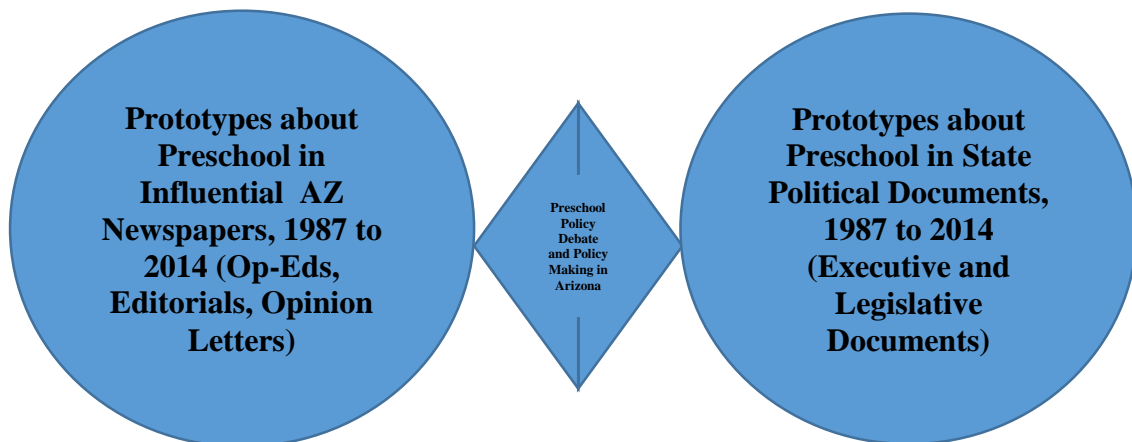 Prototypes about
Preschool in
Influential AZ
Newspapers, 1987 to
2014 (Op-Eds,
Editorials, Opinion
Letters)
Preschool
Policy
Debate
and Policy
Making in
Arizona
Prototypes about
Preschool in State
Political Documents,
1987 to 2014
(Executive and
Legislative
Documents)